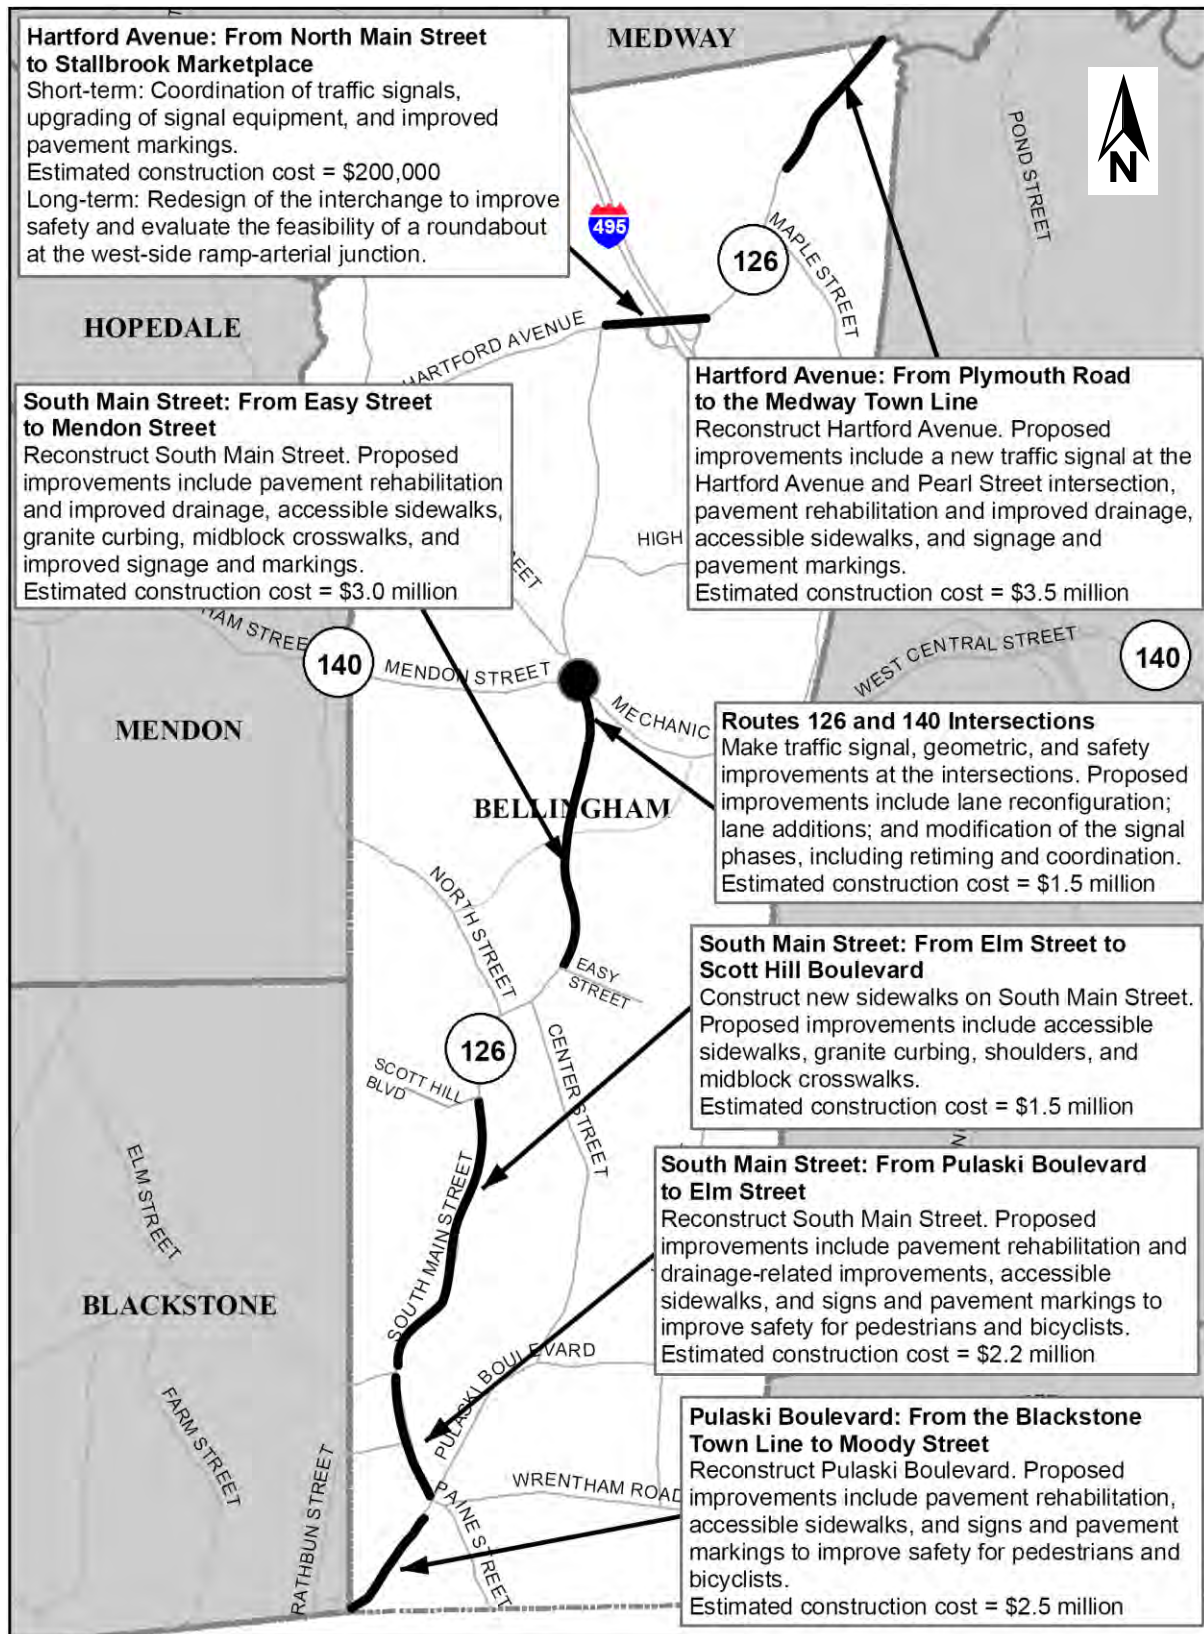 Hartford Avenue: From North Main Street
to Stallbrook Marketplace
Short-term: Coordination of traffic signals,
upgrading of signal equipment, and improved
pavement markings.
Estimated construction cost = $200,000
Long-term: Redesign of the interchange to improve
safety and evaluate the feasibility of a roundabout
at the west-side ramp-arterial junction.
MEDWAY
N
POND STREET
495
126
MAPLE STREET
HOPEDALE
HARTFORD AVENUE
Hartford Avenue: From Plymouth Road
to the Medway Town Line
Reconstruct Hartford Avenue. Proposed
improvements include a new traffic signal at the
Hartford Avenue and Pearl Street intersection,
pavement rehabilitation and improved drainage,
accessible sidewalks, and signage and
pavement markings.
Estimated construction cost = $3.5 million
South Main Street: From Easy Street
to Mendon Street
Reconstruct South Main Street. Proposed
improvements include pavement rehabilitation
and improved drainage, accessible sidewalks,
granite curbing, midblock crosswalks, and
improved signage and markings.
Estimated construction cost = $3.0 million
HIGH
140
MENDON STREET
WEST CENTRAL STREET
140
MENDON
MECHANIC
Routes 126 and 140 Intersections
Make traffic signal, geometric, and safety
improvements at the intersections. Proposed
improvements include lane reconfiguration;
lane additions; and modification of the signal
phases, including retiming and coordination.
Estimated construction cost = $1.5 million
BELLINGHAM
NORTH STREET
EASY
STREET
South Main Street: From Elm Street to
Scott Hill Boulevard
Construct new sidewalks on South Main Street.
Proposed improvements include accessible
sidewalks, granite curbing, shoulders, and
midblock crosswalks.
Estimated construction cost = $1.5 million
126
CENTER STREET
SCOTT HILL
BLVD
ELM STREET
SOUTH MAIN STREET
South Main Street: From Pulaski Boulevard
to Elm Street
Reconstruct South Main Street. Proposed
improvements include pavement rehabilitation and
drainage-related improvements, accessible
sidewalks, and signs and pavement markings to
improve safety for pedestrians and bicyclists.
Estimated construction cost = $2.2 million
BLACKSTONE
PULASKI BOULEVARD
FARM STREET
RATHBUN STREET
PAINE STREET
WRENTHAM ROAD
Pulaski Boulevard: From the Blackstone
Town Line to Moody Street
Reconstruct Pulaski Boulevard. Proposed
improvements include pavement rehabilitation,
accessible sidewalks, and signs and pavement
markings to improve safety for pedestrians and
bicyclists.
Estimated construction cost = $2.5 million